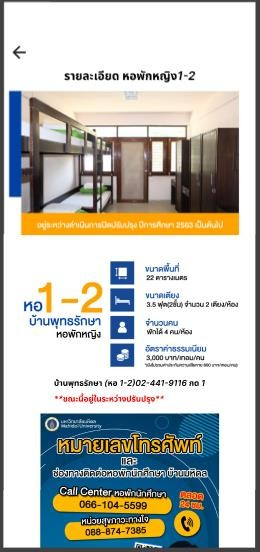 รายละเอียด หอพักหญิง1-2
อยู่ระหว่างดำเนินการปิดปรับปรุง ปีการศึกษา 2563 เป็นต้นไป
หอ 1-2
บ้านพุทธรักษา
หอพักหญิง
ขนาดพื้นที่
22 ตารางเมตร
ขนาดเตียง
3.5 ฟุต(2ชั้น) จำนวน 2 เตียง/ห้อง
จำนวนคน
พักได้ 4 คน/ห้อง
อัตราค่าธรรมเนียม
3,000 บาท/เทอม/คน
บ้านพุทธรักษา (หอ 1-2)02-441-9116 กด 1
**ขณะนี้อยู่ในระหว่างปรับปรุง**
มหาวิทยาลัยมหิดล
Mahidol University
หมายเลขโทรศัพท์
และ
ช่องทางติดต่อหอพักนักศึกษา บ้านมหิดล
Call Center หอพักนักศึกษา
066-104-5599
ตลอด
24 ชม.
หน่วยสุขภาวะทางใจ
088-874-7385